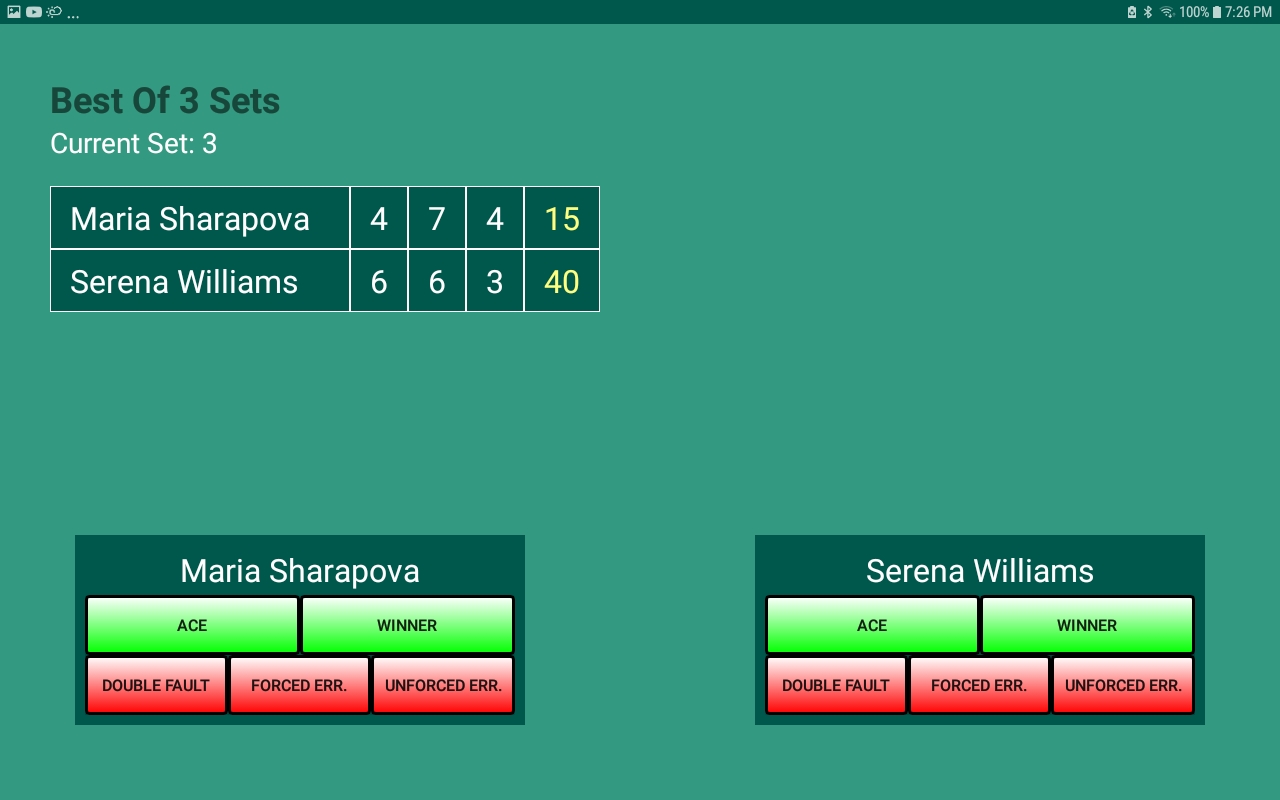 ... 100% 7:26 PM
Best Of 3 Sets
Current Set: 3
Maria Sharapova 4 7 4 15
Serena Williams 6 6 3 40
Maria Sharapova
ACE WINNER
DOUBLE FAULT FORCED ERR. UNFORCED ERR.
Serena Williams
ACE WINNER
DOUBLE FAULT FORCED ERR. UNFORCED ERR.